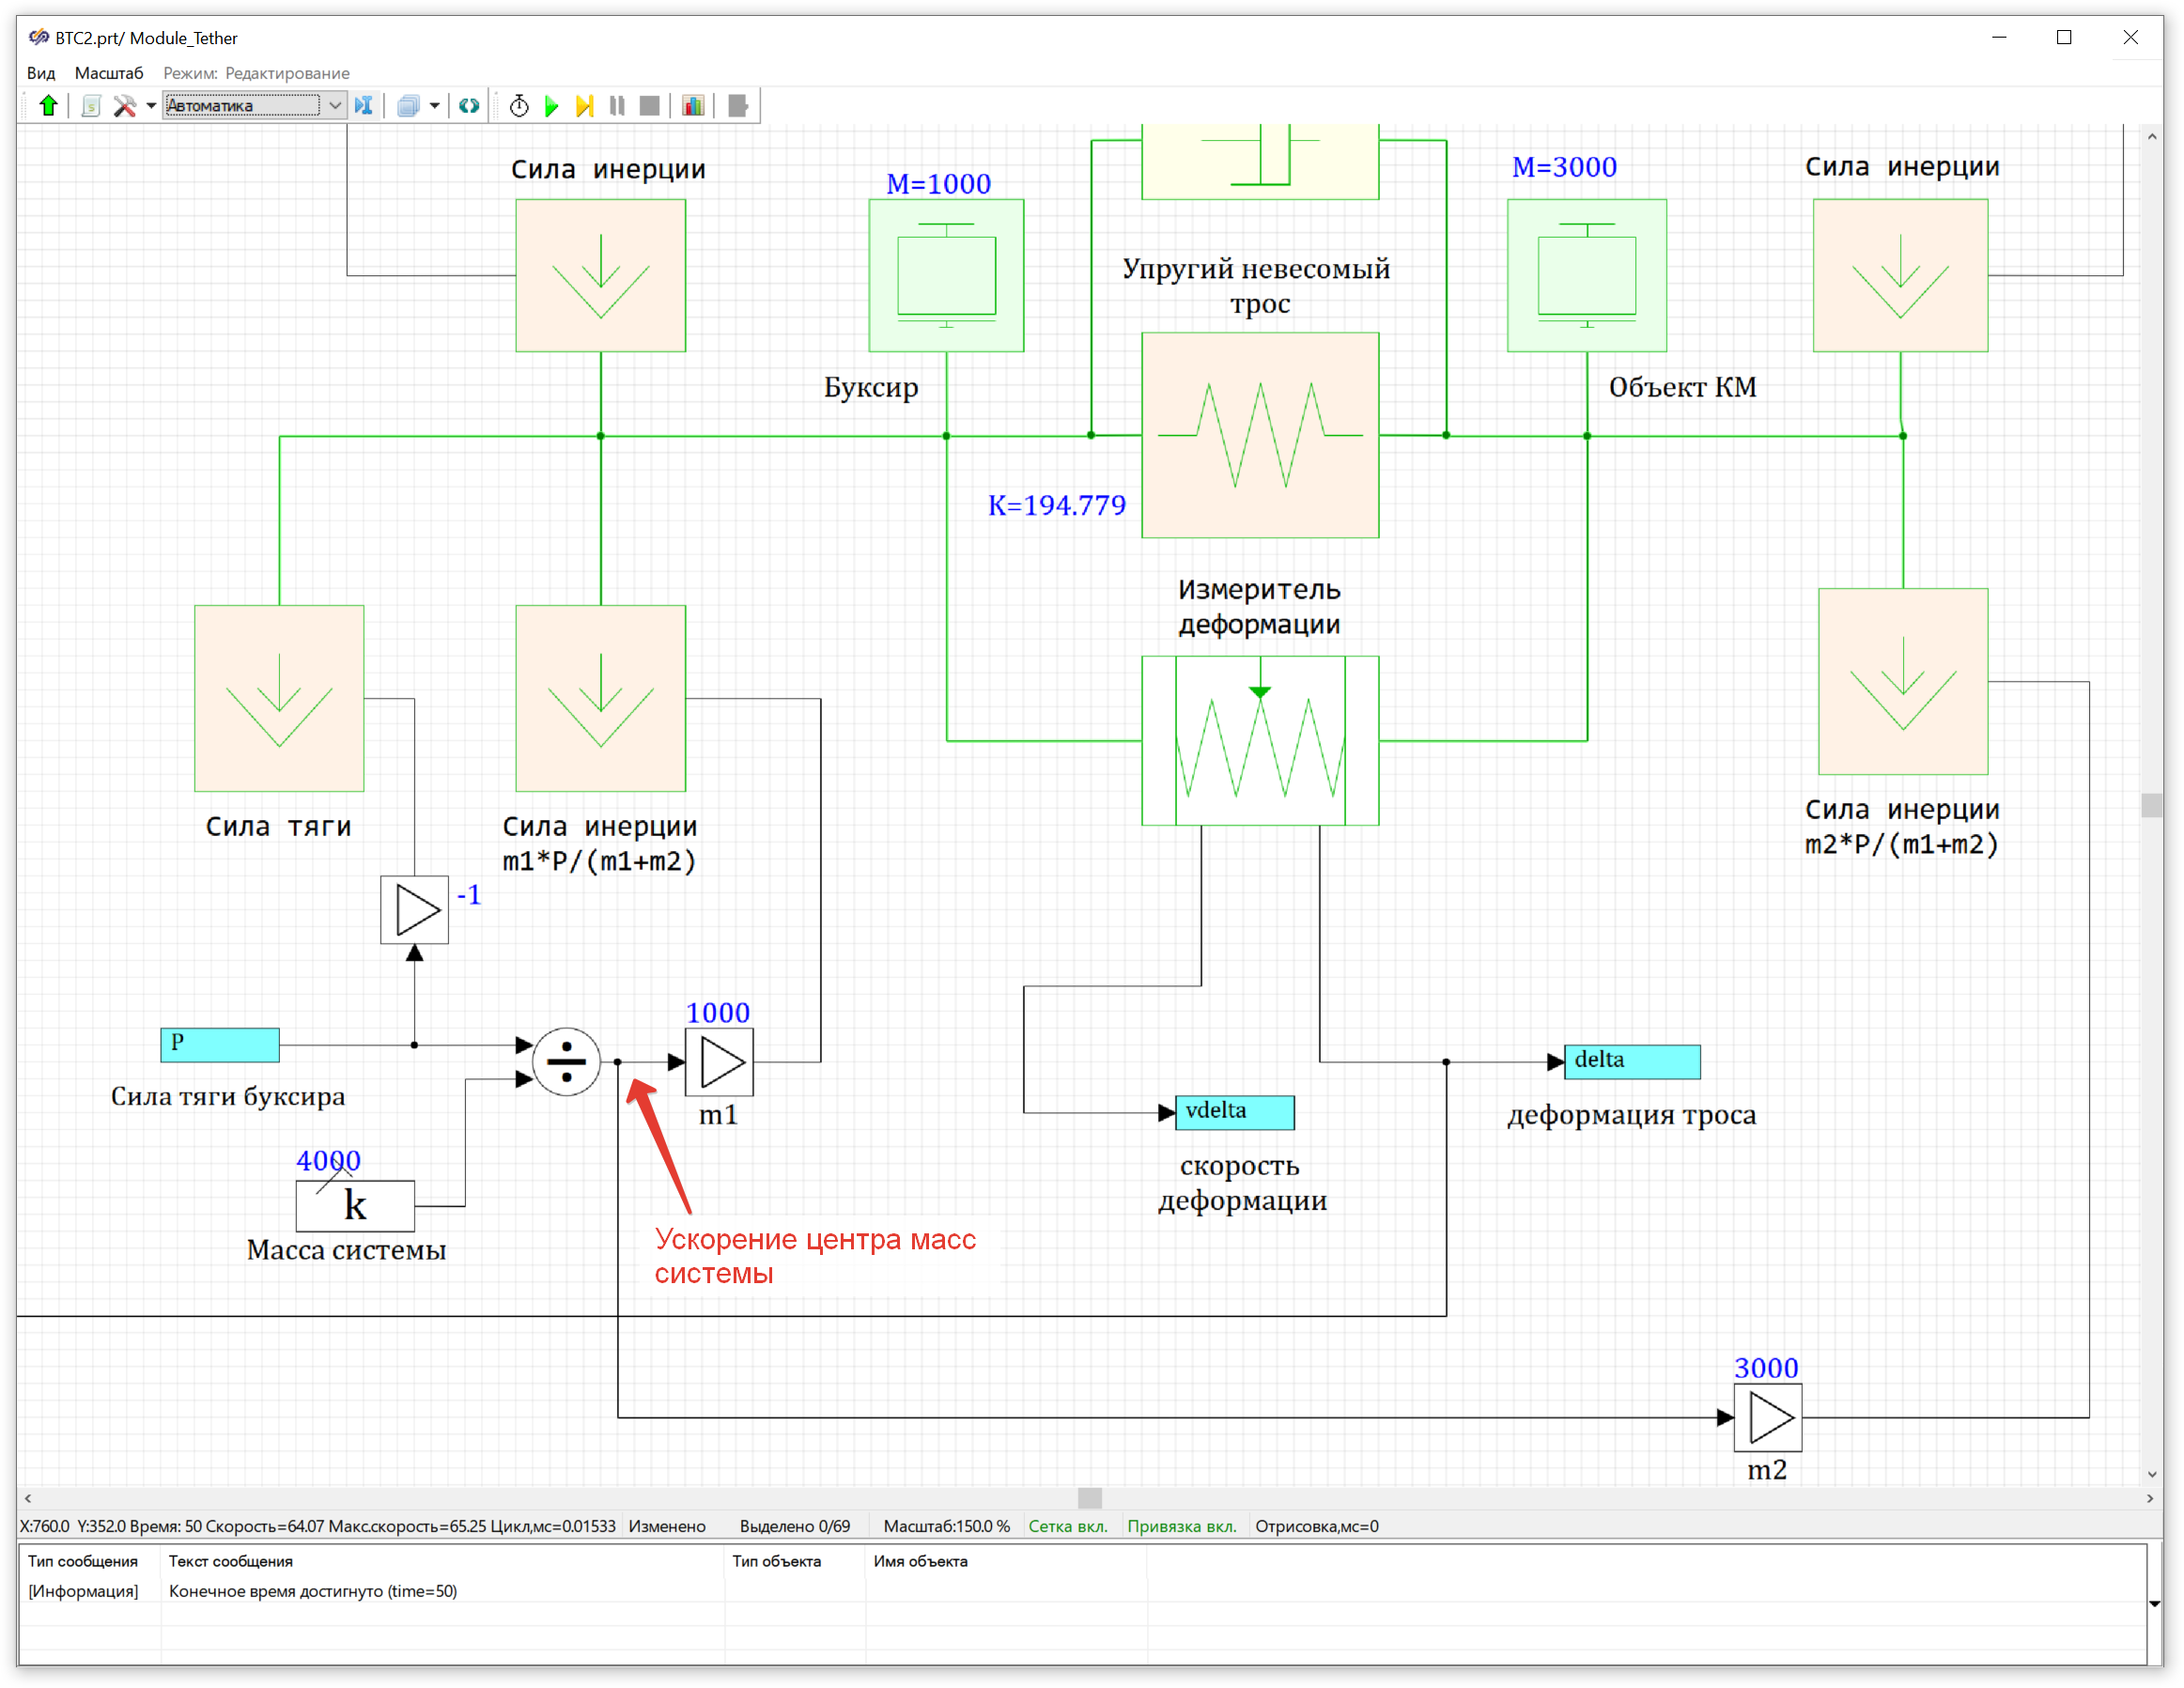 BTC2.prt/ Module_Tether
Вид Масштаб Режим: Редактирование
Автоматика
Сила инерции
M=1000
M=3000
Сила инерции
Упругий невесомый
трос
Буксир
Объект КМ
K=194.779
Измеритель
деформации
Сила тяги
Сила инерции
m1*P/(m1+m2)
Сила инерции
m2*P/(m1+m2)
-1
P
Сила тяги буксира
1000
m1
delta
деформация троса
vdelta
скорость
деформации
4000
k
Масса системы
Ускорение центра масс
системы
3000
m2
X:760.0 Y:352.0 Время: 50 Скорость=64.07 Макс.скорость=65.25 Цикл,мс=0.01533 Изменено Выделено 0/69 Масштаб:150.0 % Сетка вкл. Привязка вкл. Отрисовка,мс=0
Тип сообщения Текст сообщения Тип объекта Имя объекта
[Информация] Конечное время достигнуто (time=50)